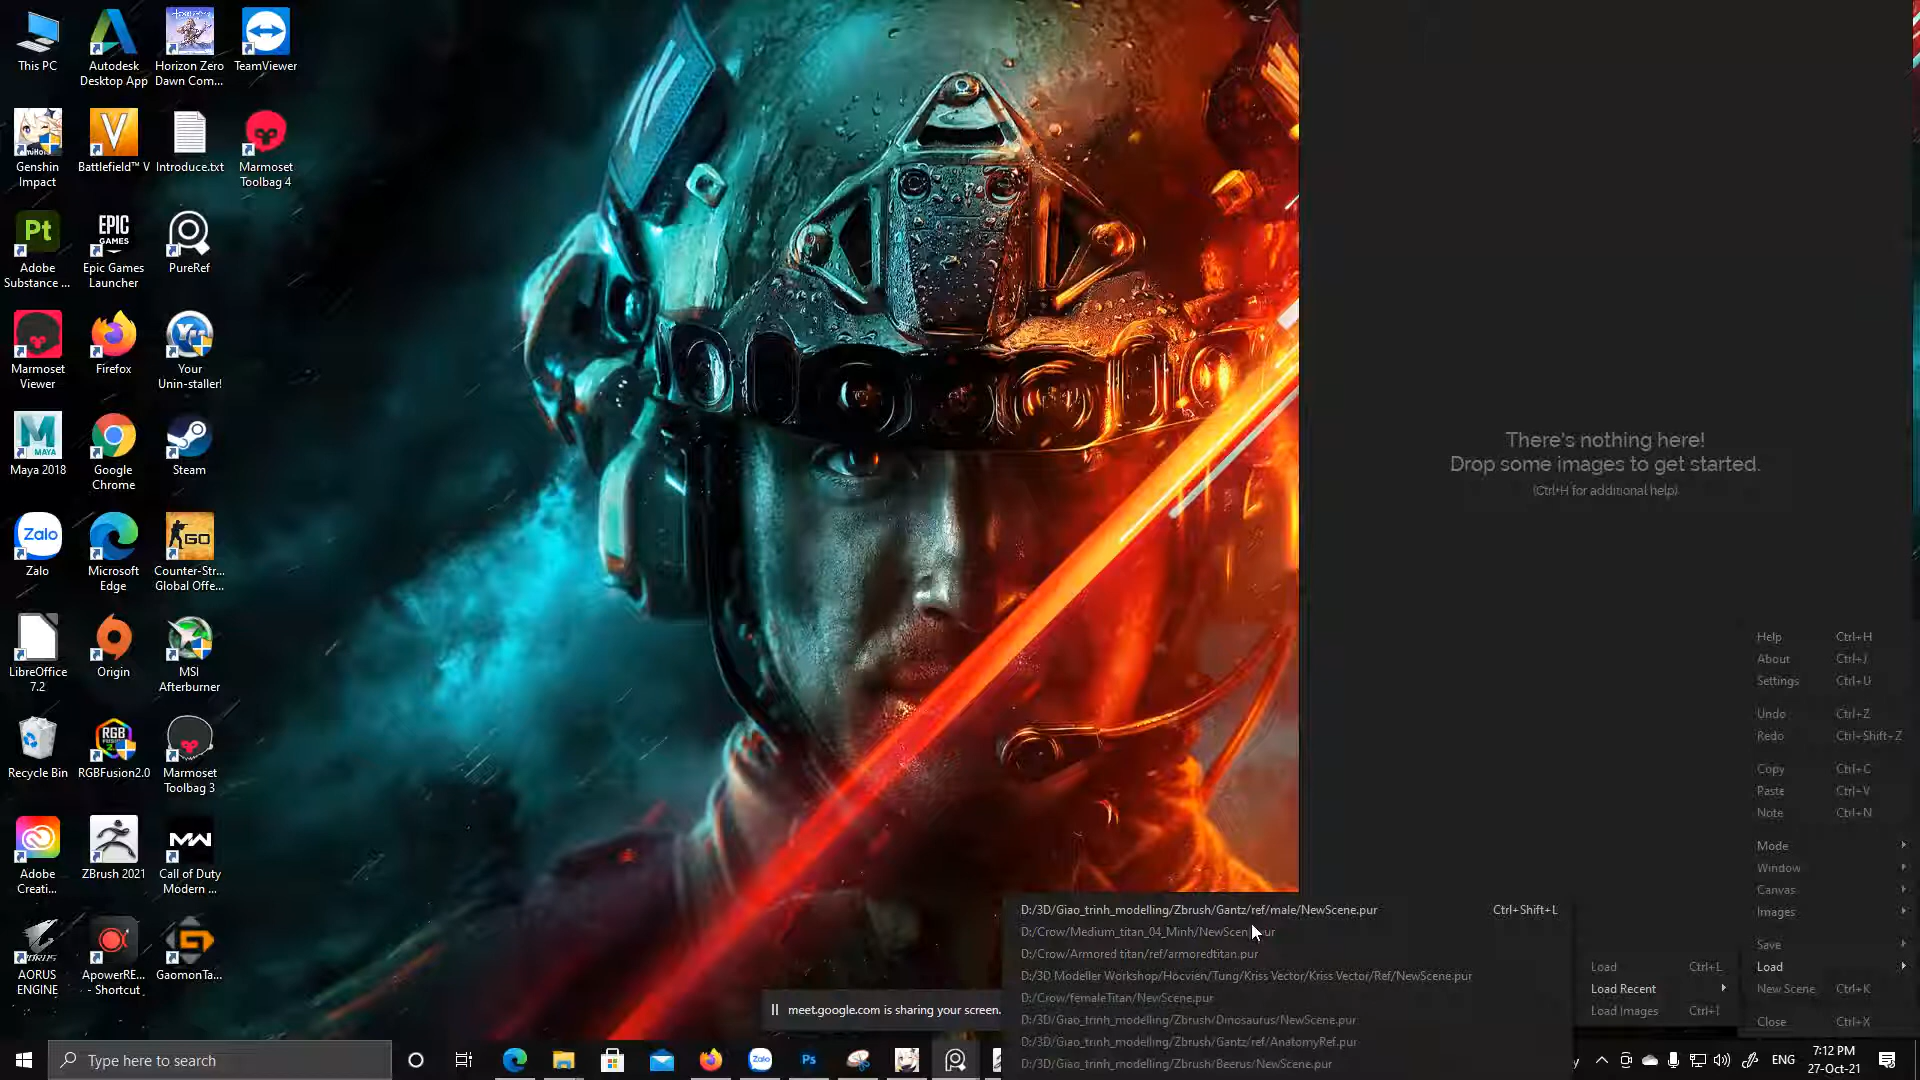 This PC
Autodesk
Desktop App
Horizon Zero
Dawn Com...
TeamViewer
Genshin
Impact
Battlefield™ V
Introduce.txt
Marmoset
Toolbag 4
Pt
EPIC
GAMES
Adobe
Substance ...
Epic Games
Launcher
PureRef
Marmoset
Viewer
Firefox
Your
Unin-staller!
Maya 2018
Google
Chrome
Steam
Zalo
GO
Zalo
Microsoft
Edge
Counter-Str...
Global Offe...
LibreOffice
7.2
Origin
MSI
Afterburner
RGB
Recycle Bin
RGBFusion2.0
Marmoset
Toolbag 3
Adobe
Creati...
ZBrush 2021
Call of Duty
Modern ...
AORUS
ENGINE
ApowerRE...
- Shortcut
GaomonTa...
There's nothing here!
Drop some images to get started.
(Ctrl+H for additional help)
Help Ctrl+H
About Ctrl+J
Settings Ctrl+U
Undo Ctrl+Z
Redo Ctrl+Shift+Z
Copy Ctrl+C
Paste Ctrl+V
Note Ctrl+N
Mode
Window
Canvas
Images
Save
Load
New Scene Ctrl+K
Close Ctrl+X
Load Ctrl+L
Load Recent
Load Images Ctrl+I
D:/3D/Giao_trinh_modelling/Zbrush/Gantz/ref/male/NewScene.pur Ctrl+Shift+L
D:/Crow/Medium_titan_04_Minh/NewScen
D:/Crow/Armored titan/ref/armoredtitan.pur
D:/3D Modeller Workshop/Hocvien/Tung/Kriss Vector/Kriss Vector/Ref/NewScene.pur
D:/Crow/femaleTitan/NewScene.pur
D:/3D/Giao_trinh_modelling/Zbrush/Dinosaurus/NewScene.pur
D:/3D/Giao_trinh_modelling/Zbrush/Gantz/ref/AnatomyRef.pur
D:/3D/Giao_trinh_modelling/Zbrush/Beerus/NewScene.pur
meet.google.com is sharing your screen.
Type here to search
Zalo
Ps
ENG
7:12 PM
27-Oct-21